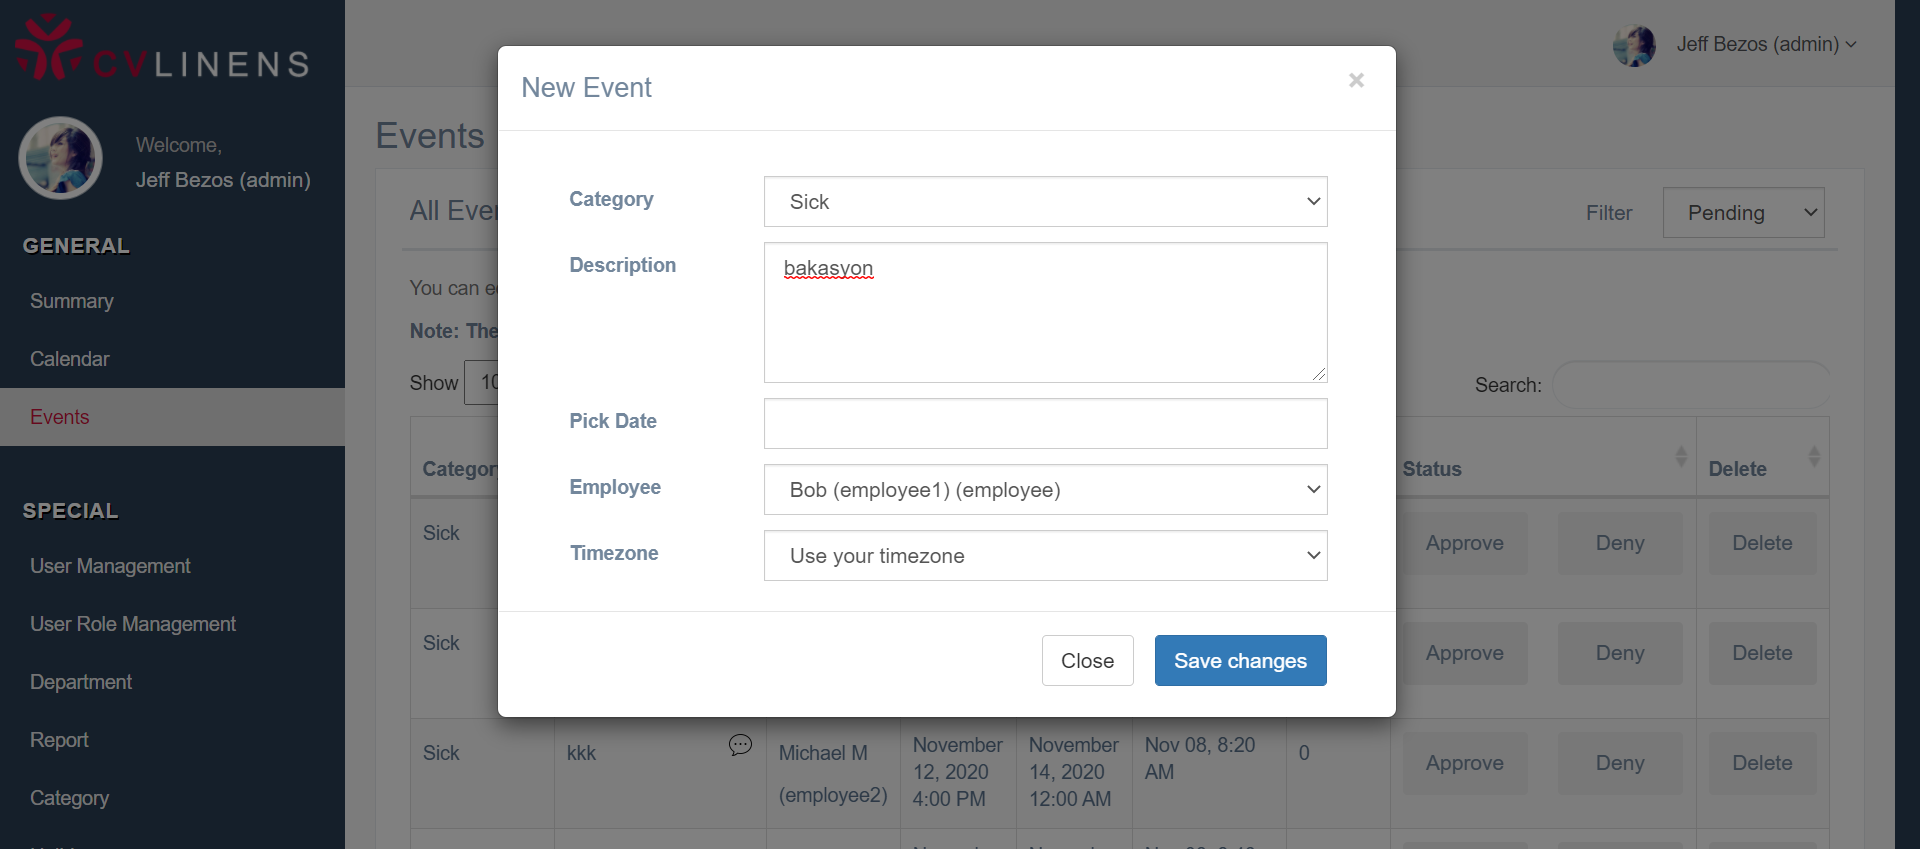 CVLINENS
Jeff Bezos (admin)
Welcome,
Jeff Bezos (admin)
GENERAL
Summary
Calendar
Events
SPECIAL
User Management
User Role Management
Department
Report
Category
Events
All Even
Filter
Pending
You can e
Note: The
Show 10
Search:
New Event
×
Category
Sick
Description
bakasyon
Pick Date
Employee
Bob (employee1) (employee)
Timezone
Use your timezone
Close
Save changes
Category
Status
Delete
Sick
Approve
Deny
Delete
Sick
Approve
Deny
Delete
Sick
kkk
Michael M
(employee2)
November
12, 2020
4:00 PM
November
14, 2020
12:00 AM
Nov 08, 8:20
AM
0
Approve
Deny
Delete